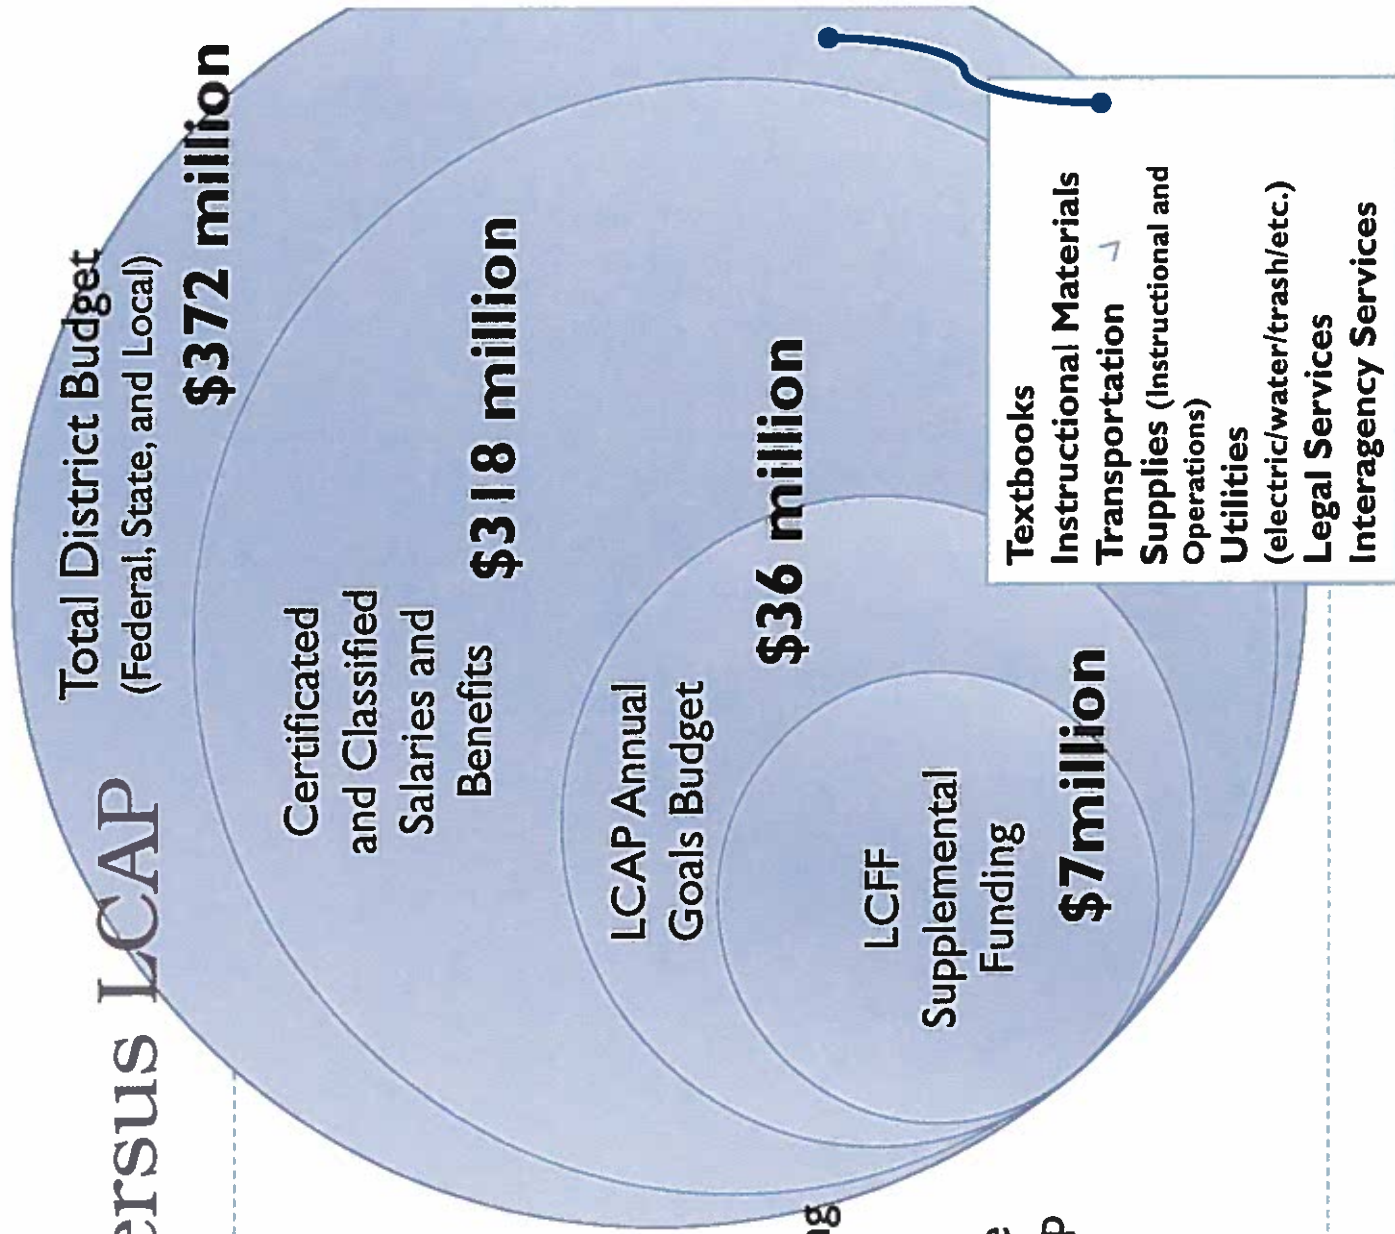 LCAP
Total District Budget
(Federal, State, and Local)
$372 million
Certificated
and Classified
Salaries and
Benefits
$318 million
LCAP Annual
Goals Budget
$36 million
LCFF
Supplemental
Funding
$7million
Textbooks
Instructional Materials
Transportation
Supplies (Instructional and
Operations)
Utilities
(electric/water/trash/etc.)
Legal Services
Interagency Services